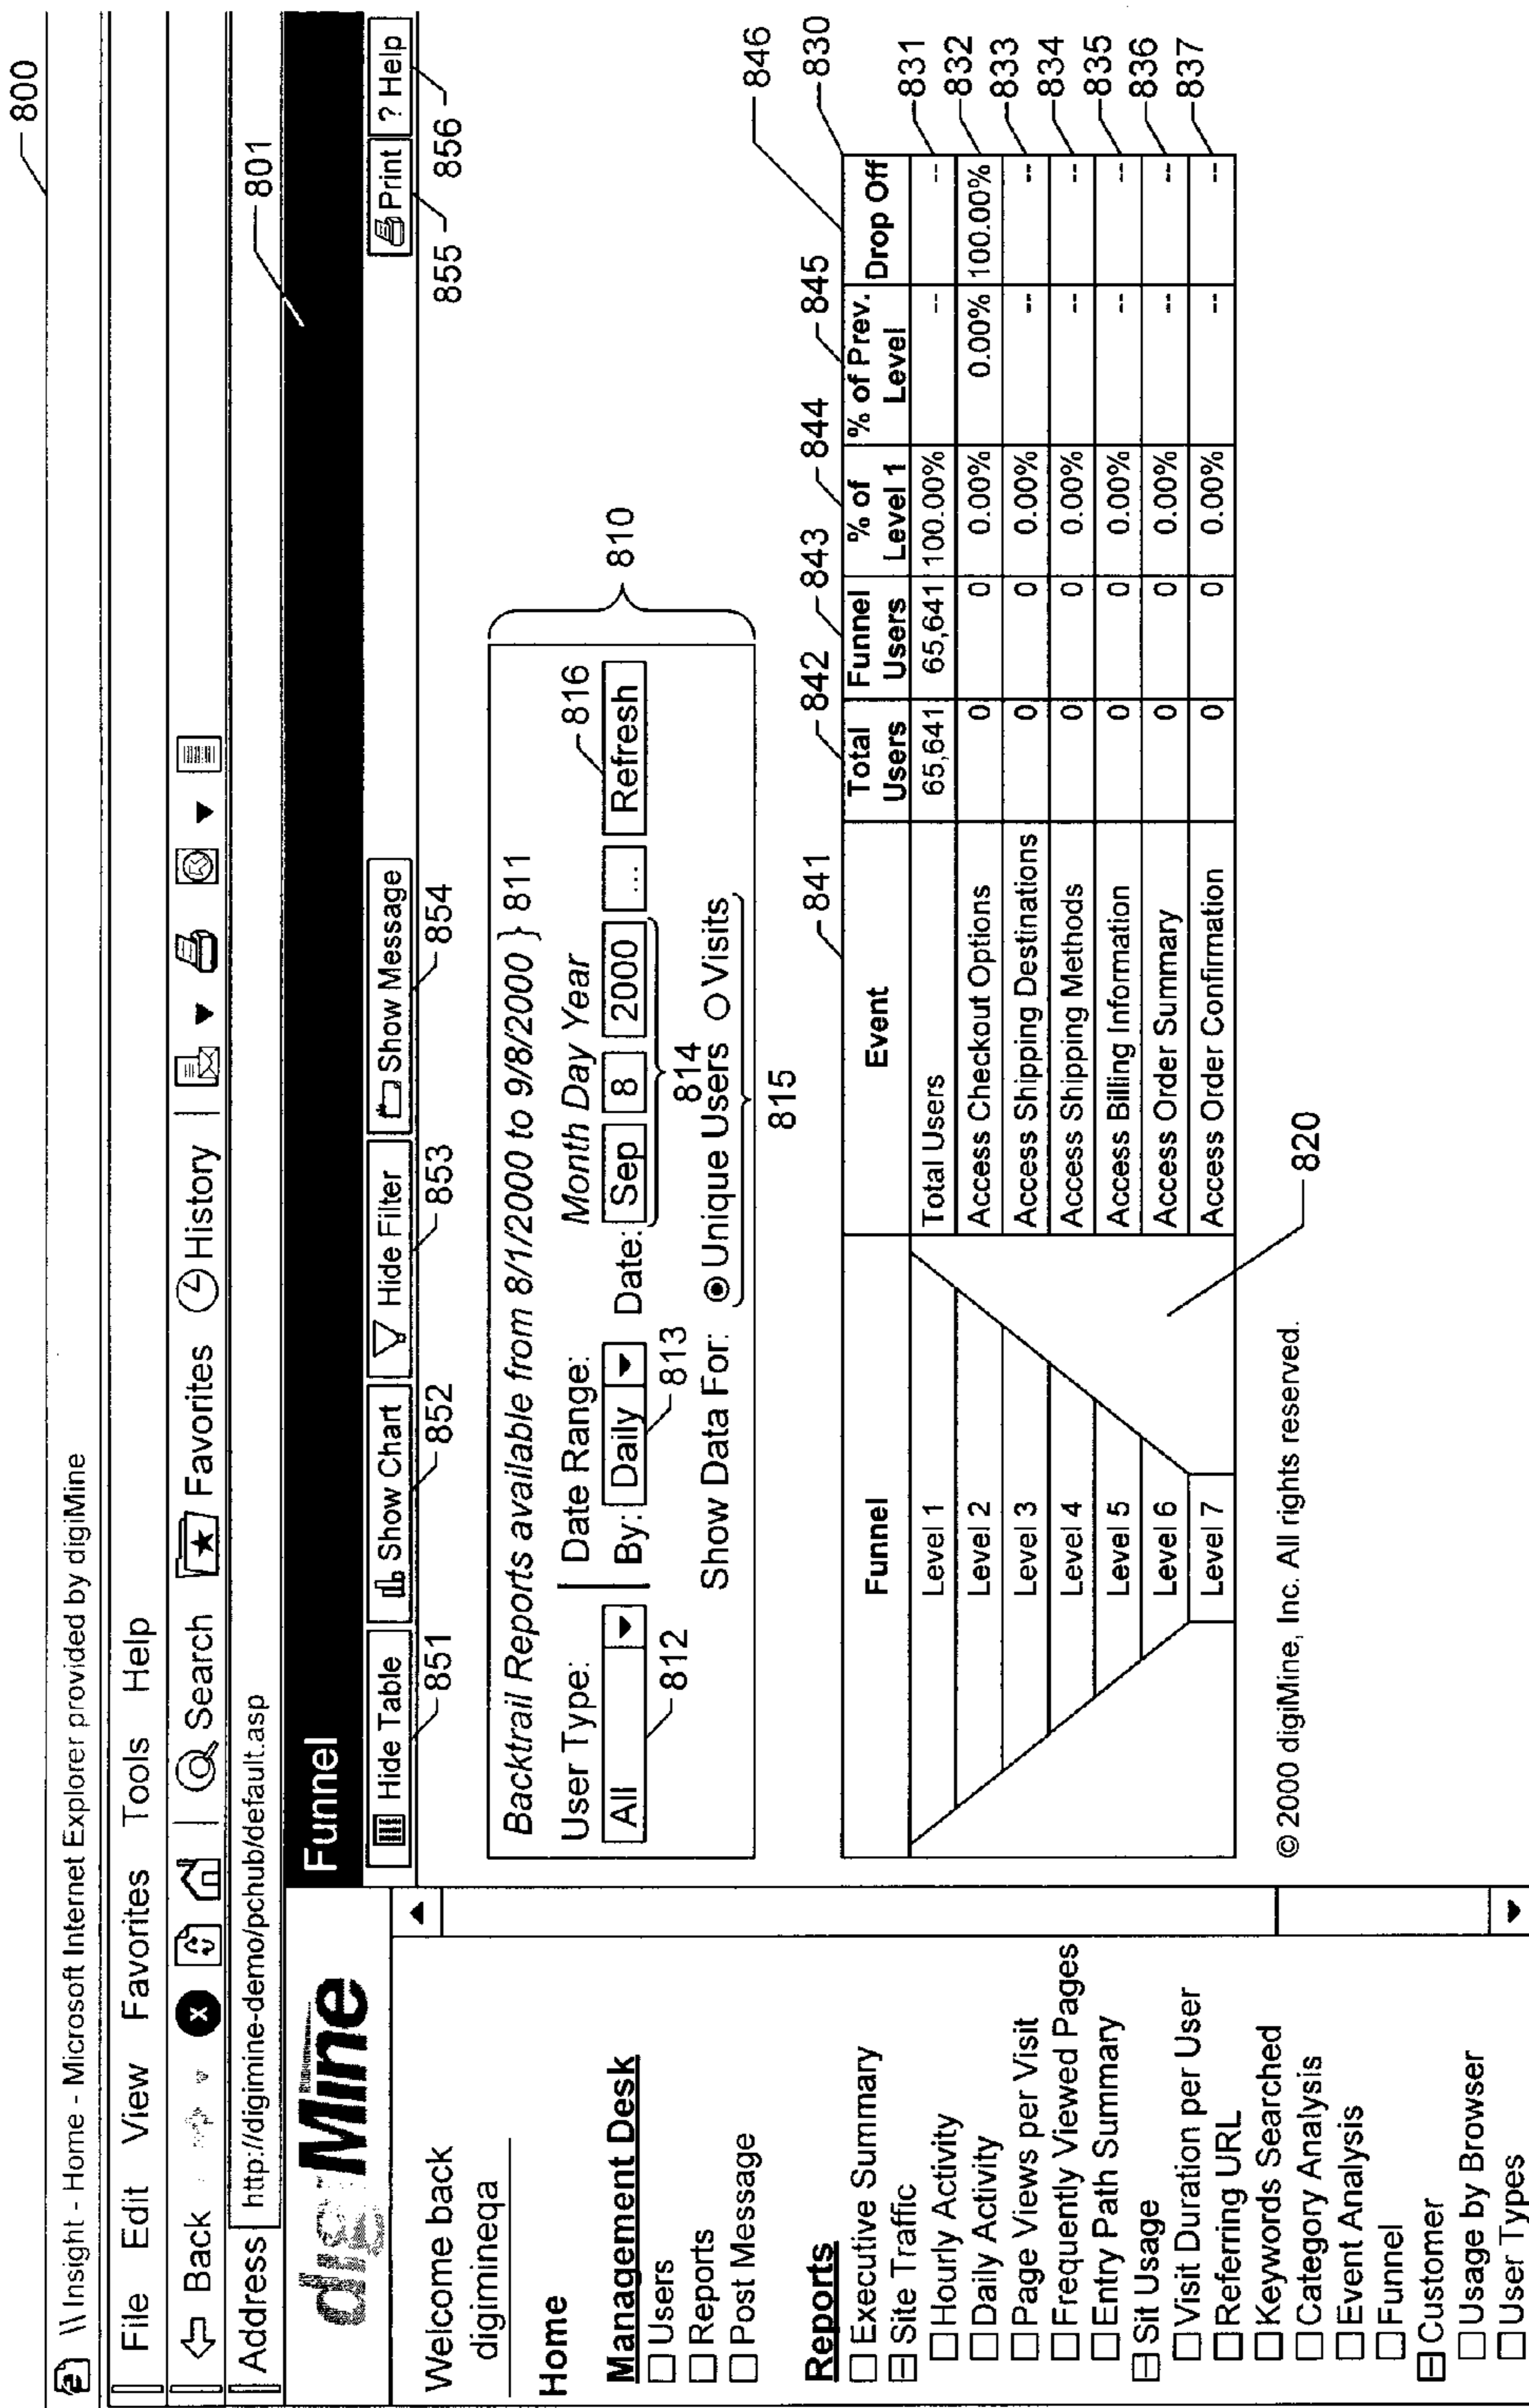 800
\\ Insight - Home - Microsoft Internet Explorer provided by digiMine
File Edit View Favorites Tools Help
Back Search Favorites History
Address http://digimine-demo/pchub/default.asp
digiMine
Funnel
801
Hide Table Show Chart Hide Filter Show Message Print ? Help
851 852 853 854 855 856
Welcome back
digimineqa
Home
Management Desk
Users
Reports
Post Message
Reports
Executive Summary
Site Traffic
Hourly Activity
Daily Activity
Page Views per Visit
Frequently Viewed Pages
Entry Path Summary
Sit Usage
Visit Duration per User
Referring URL
Keywords Searched
Category Analysis
Event Analysis
Funnel
Customer
Usage by Browser
User Types
Backtrail Reports available from 8/1/2000 to 9/8/2000 } 811
User Type: Date Range: Month Day Year 816
All By: Daily Date: Sep 8 2000 ... Refresh
812 813 814
Show Data For: Unique Users Visits
815
810
841 842 843 844 845 846
Funnel Event Total Users Funnel Users % of Level 1 % of Prev. Level Drop Off 830
Level 1 Total Users 65,641 65,641 100.00% -- -- 831
Level 2 Access Checkout Options 0 0 0.00% 0.00% 100.00% 832
Level 3 Access Shipping Destinations 0 0 0.00% -- -- 833
Level 4 Access Shipping Methods 0 0 0.00% -- -- 834
Level 5 Access Billing Information 0 0 0.00% -- -- 835
Level 6 Access Order Summary 0 0 0.00% -- -- 836
Level 7 Access Order Confirmation 0 0 0.00% -- -- 837
820
© 2000 digiMine, Inc. All rights reserved.